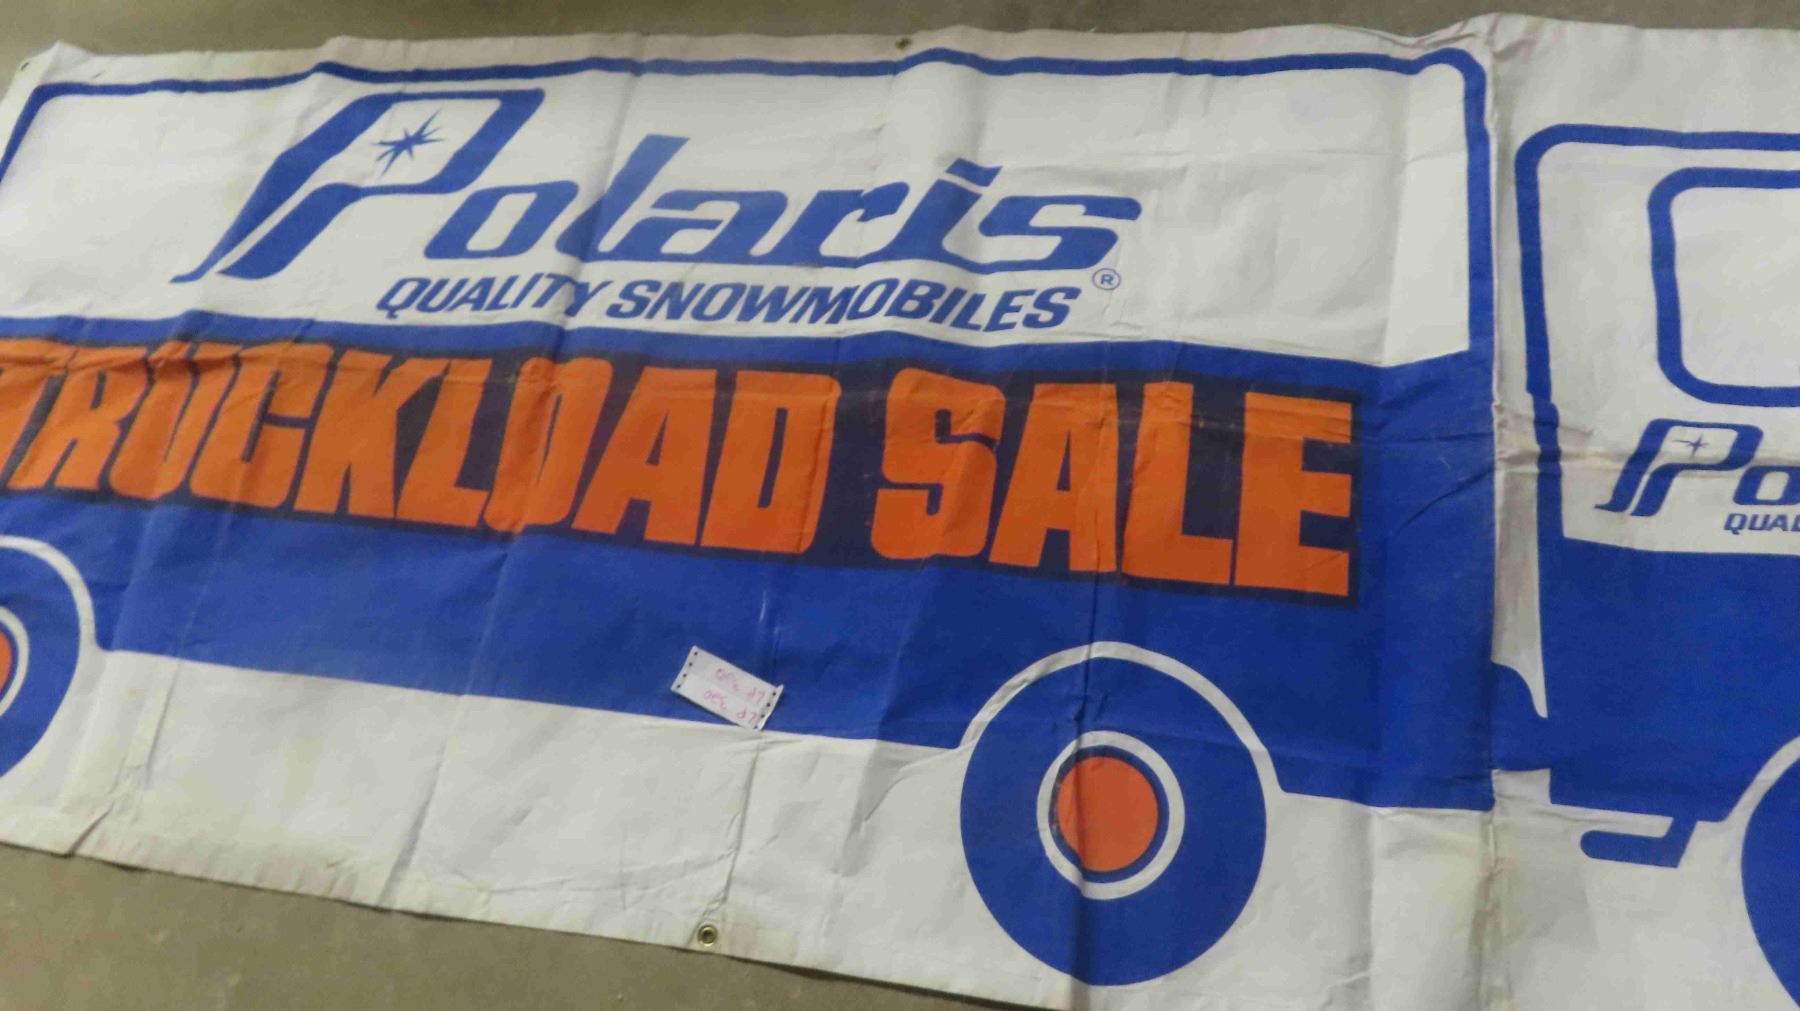 Polaris®
QUALITY SNOWMOBILES
TRUCKLOAD SALE
Po
QUAL